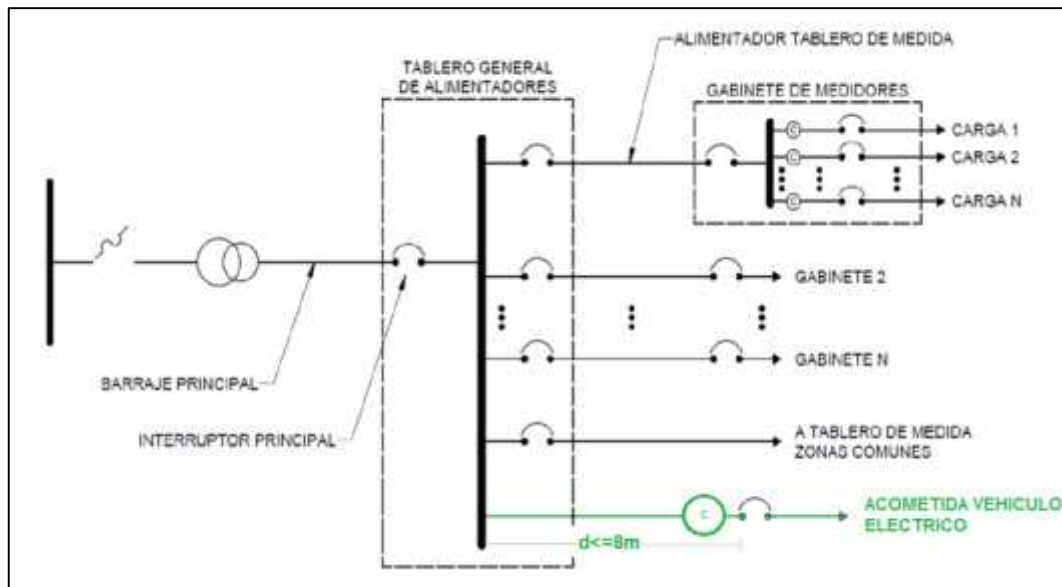 ALIMENTADOR TABLERO DE MEDIDA
TABLERO GENERAL
DE ALIMENTADORES
GABINETE DE MEDIDORES
C
CARGA 1
C
CARGA 2
C
CARGA N
GABINETE 2
GABINETE N
BARRAJE PRINCIPAL
INTERRUPTOR PRINCIPAL
A TABLERO DE MEDIDA
ZONAS COMUNES
C
ACOMETIDA VEHICULO
ELECTRICO
d<=8m